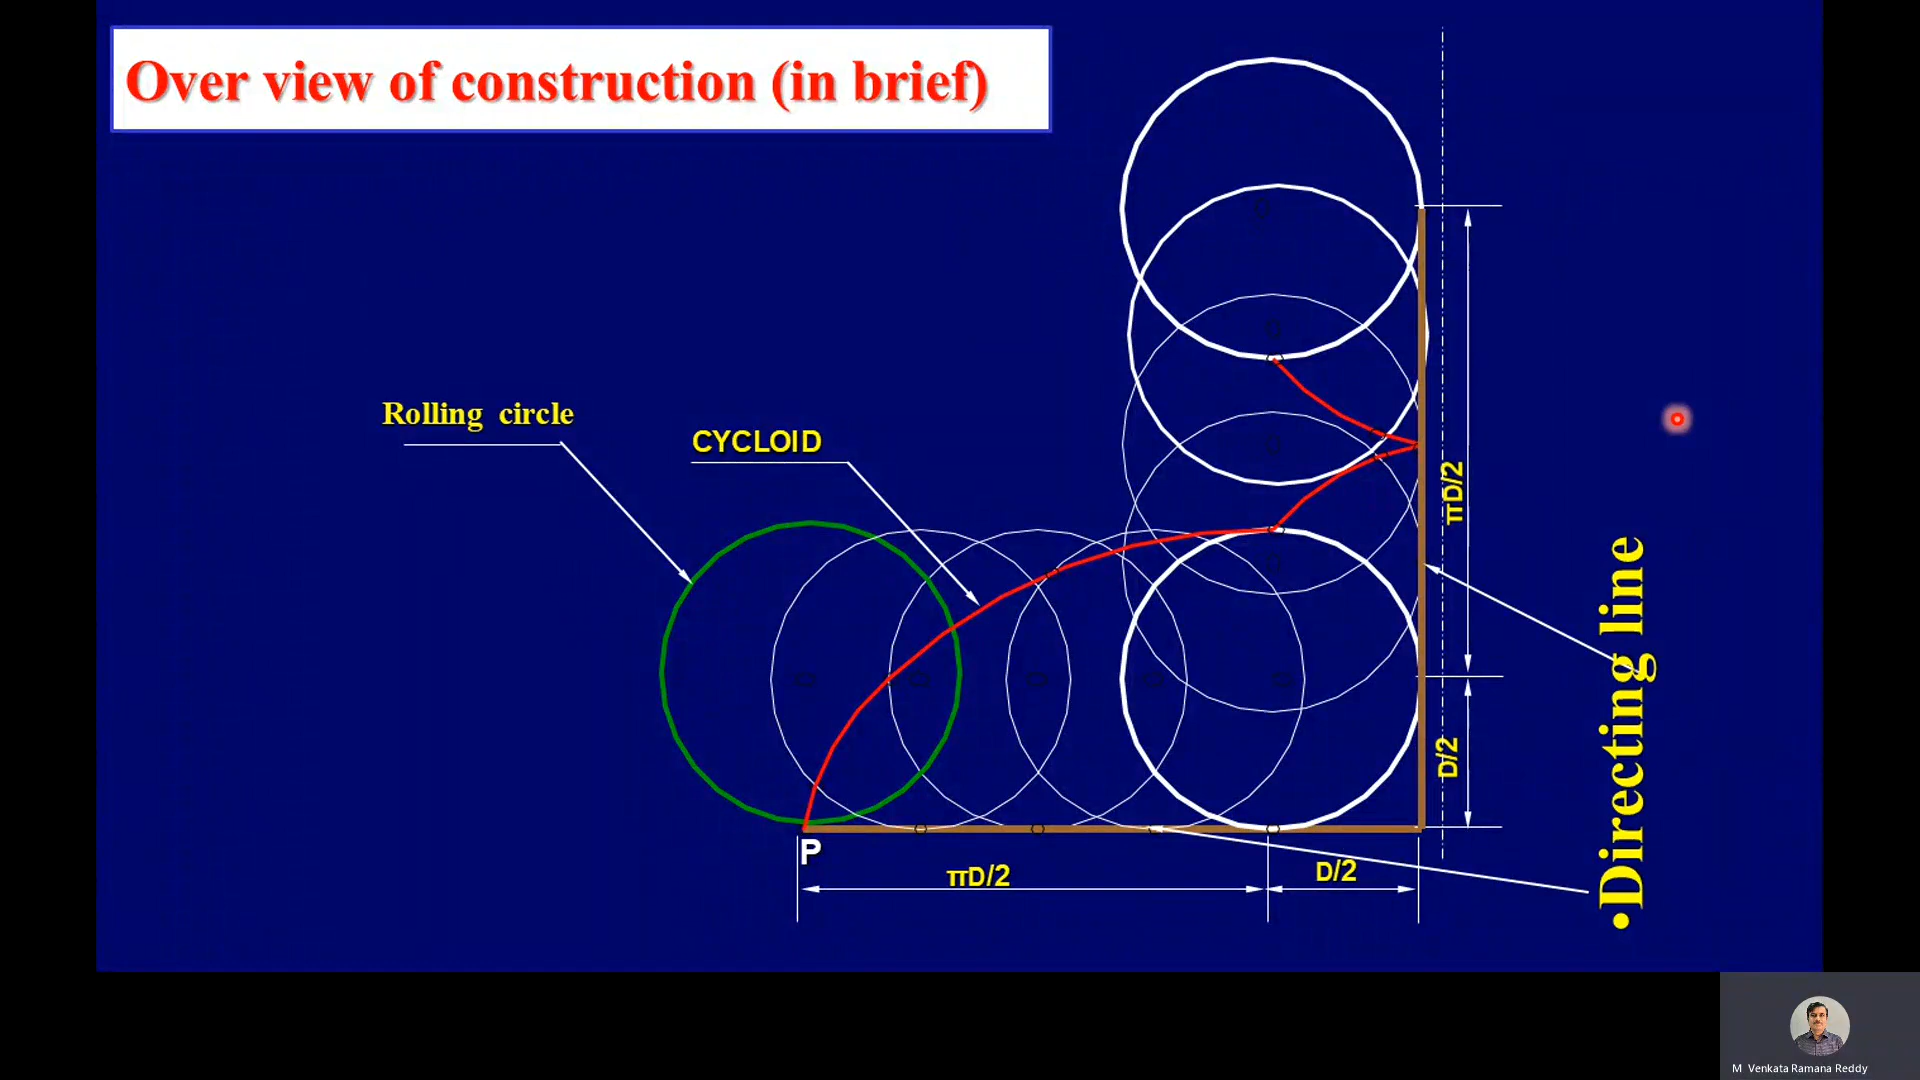 Over view of construction (in brief)
Rolling circle
CYCLOID
πD/2
D/2
•Directing line
P
πD/2
D/2
M Venkata Ramana Reddy